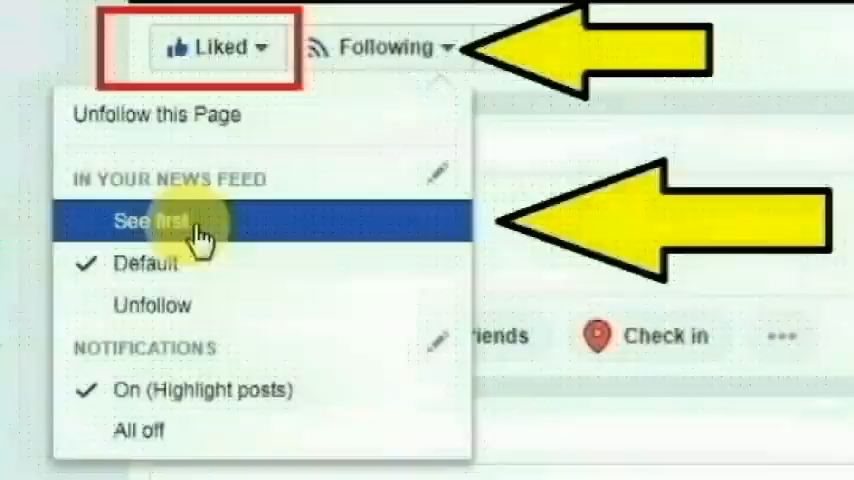 Liked Following
Unfollow this Page
IN YOUR NEWS FEED
See first
Default
Unfollow
riends Check in
NOTIFICATIONS
On (Highlight posts)
All off